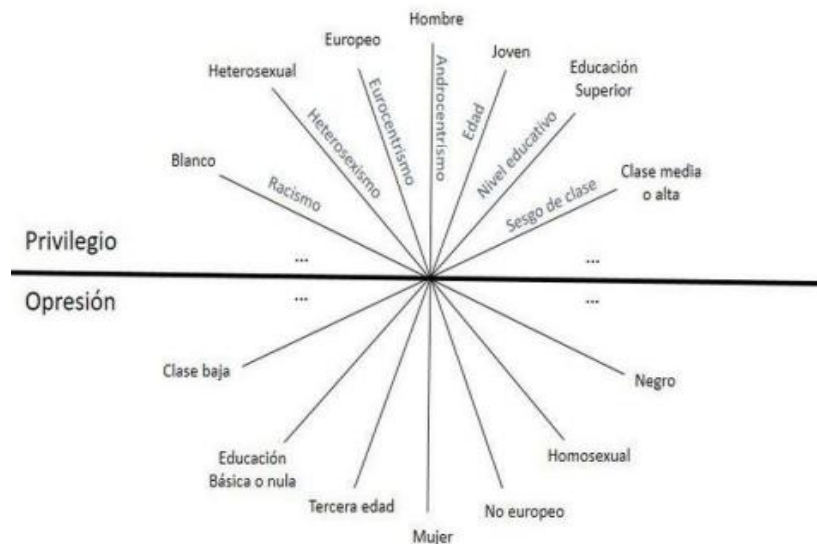 Hombre
Europeo
Joven
Heterosexual
Educación
Superior
Blanco
Clase media
o alta
Racismo
Heterosexismo
Eurocentrismo
Androcentrismo
Edad
Nivel educativo
Sesgo de clase
Privilegio
...
...
Opresión
...
...
Clase baja
Negro
Educación
Básica o nula
Homosexual
Tercera edad
No europeo
Mujer